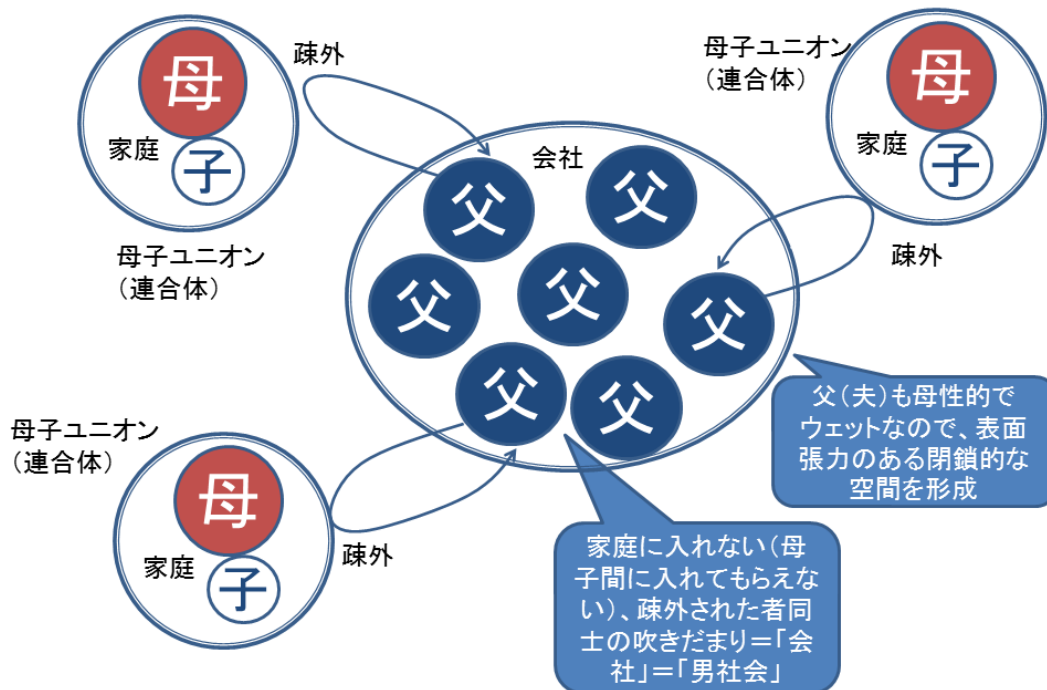 母
家庭
子
母子ユニオン
（連合体）
疎外
母子ユニオン
（連合体）
母
家庭
子
疎外
会社
父
父
父
父
父
父
父
母子ユニオン
（連合体）
母
家庭
子
疎外
父（夫）も母性的で
ウェットなので、表面
張力のある閉鎖的な
空間を形成
家庭に入れない（母
子間に入れてもらえな
い）、疎外された者同
士の吹きだまり＝「会
社」＝「男社会」